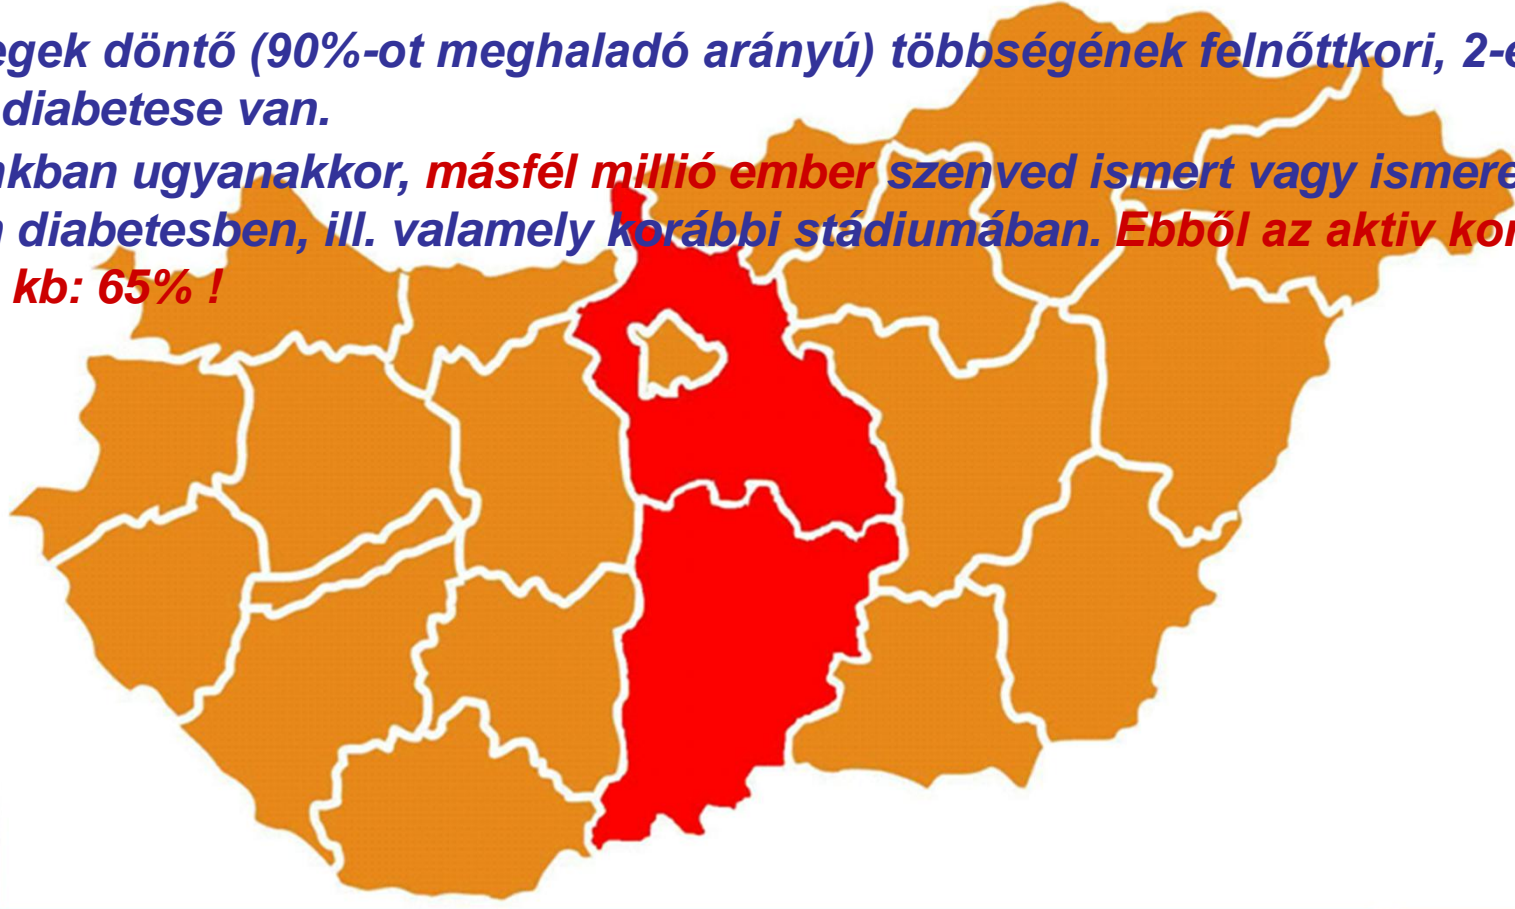 egek döntő (90%-ot meghaladó arányú) többségének felnőttkori, 2-e
diabetese van.
nkban ugyanakkor, másfél millió ember szenved ismert vagy ismere
diabetesben, ill. valamely korábbi stádiumában. Ebből az aktiv kor
kb: 65% !